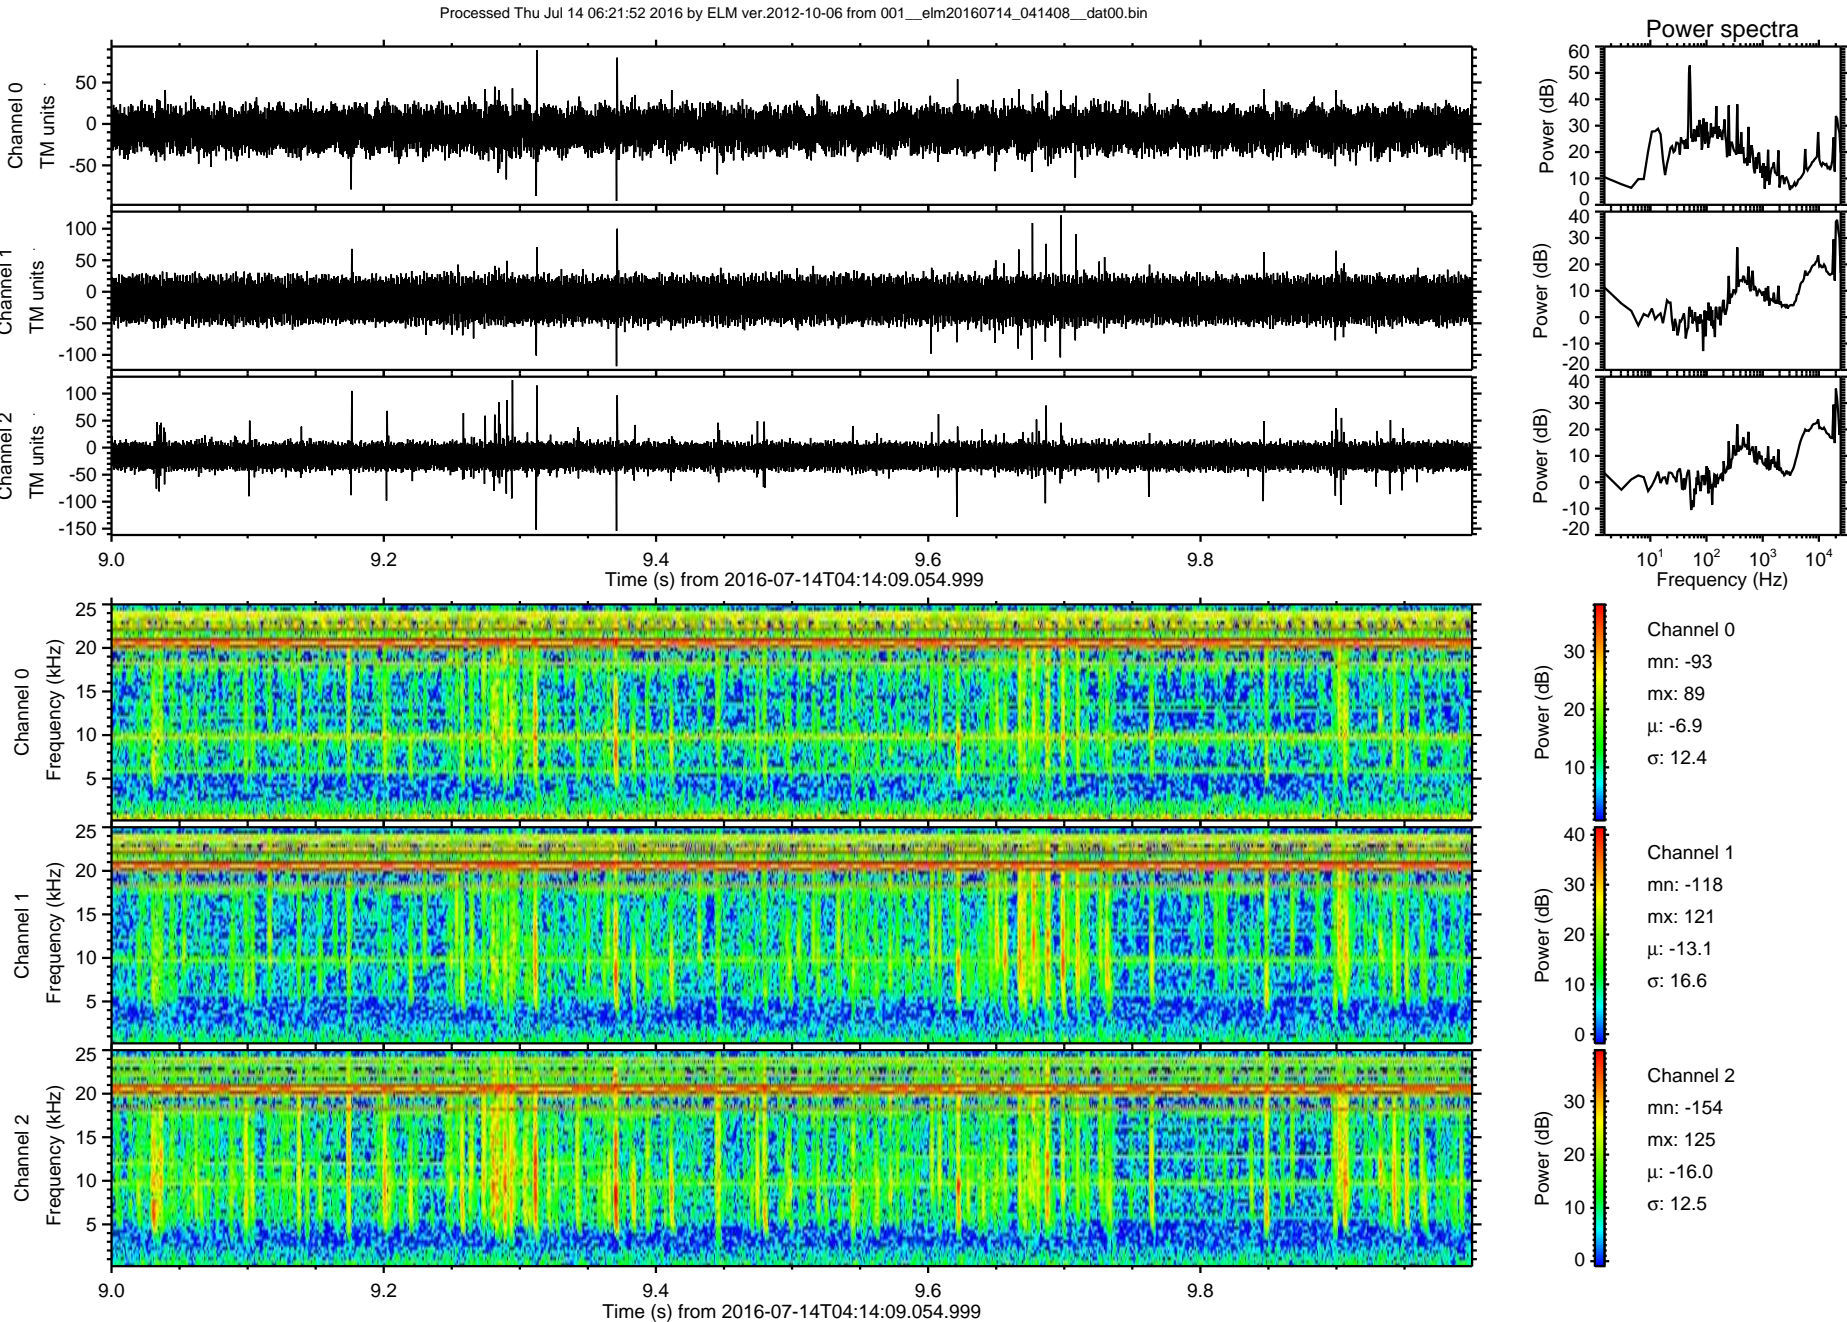 Processed Thu Jul 14 06:21:52 2016 by ELM ver.2012-10-06 from 001__elm20160714_041408__dat00.bin
Power spectra
Channel 0
TM units
50
0
-50
Power (dB)
60
50
40
30
20
10
0
Channel 1
TM units
100
50
0
-50
-100
Power (dB)
40
30
20
10
0
-10
-20
Channel 2
TM units
100
50
0
-50
-100
-150
Power (dB)
40
30
20
10
0
-10
-20
9.0 9.2 9.4 9.6 9.8
Time (s) from 2016-07-14T04:14:09.054.999
10^1 10^2 10^3 10^4
Frequency (Hz)
Channel 0
Frequency (kHz)
25
20
15
10
5
Power (dB)
30
20
10
Channel 0
mn: -93
mx: 89
μ: -6.9
σ: 12.4
Channel 1
Frequency (kHz)
25
20
15
10
5
Power (dB)
40
30
20
10
0
Channel 1
mn: -118
mx: 121
μ: -13.1
σ: 16.6
Channel 2
Frequency (kHz)
25
20
15
10
5
Power (dB)
30
20
10
0
Channel 2
mn: -154
mx: 125
μ: -16.0
σ: 12.5
9.0 9.2 9.4 9.6 9.8
Time (s) from 2016-07-14T04:14:09.054.999